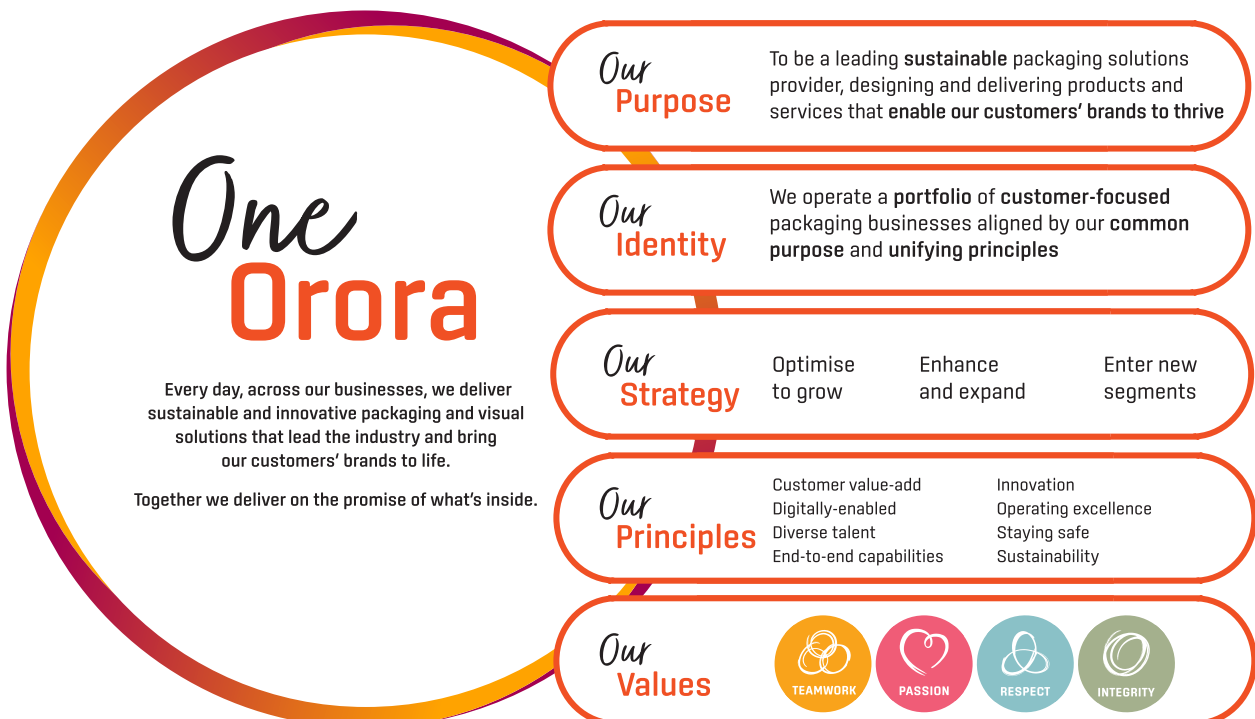 One
Orora
Every day, across our businesses, we deliver
sustainable and innovative packaging and visual
solutions that lead the industry and bring
our customers’ brands to life.
Together we deliver on the promise of what’s inside.
Our
Purpose
To be a leading sustainable packaging solutions
provider, designing and delivering products and
services that enable our customers’ brands to thrive
Our
Identity
We operate a portfolio of customer-focused
packaging businesses aligned by our common
purpose and unifying principles
Our
Strategy
Optimise
to grow
Enhance
and expand
Enter new
segments
Our
Principles
Customer value-add
Digitally-enabled
Diverse talent
End-to-end capabilities
Innovation
Operating excellence
Staying safe
Sustainability
Our
Values
TEAMWORK
PASSION
RESPECT
INTEGRITY